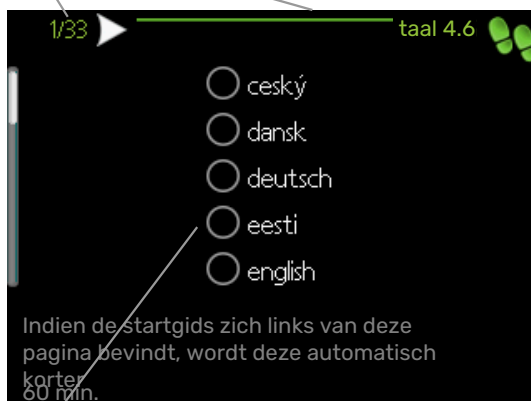 1/33
taal 4.6
ceský
dansk
deutsch
eesti
english
Indien de startgids zich links van deze
pagina bevindt, wordt deze automatisch
korter
60 min.